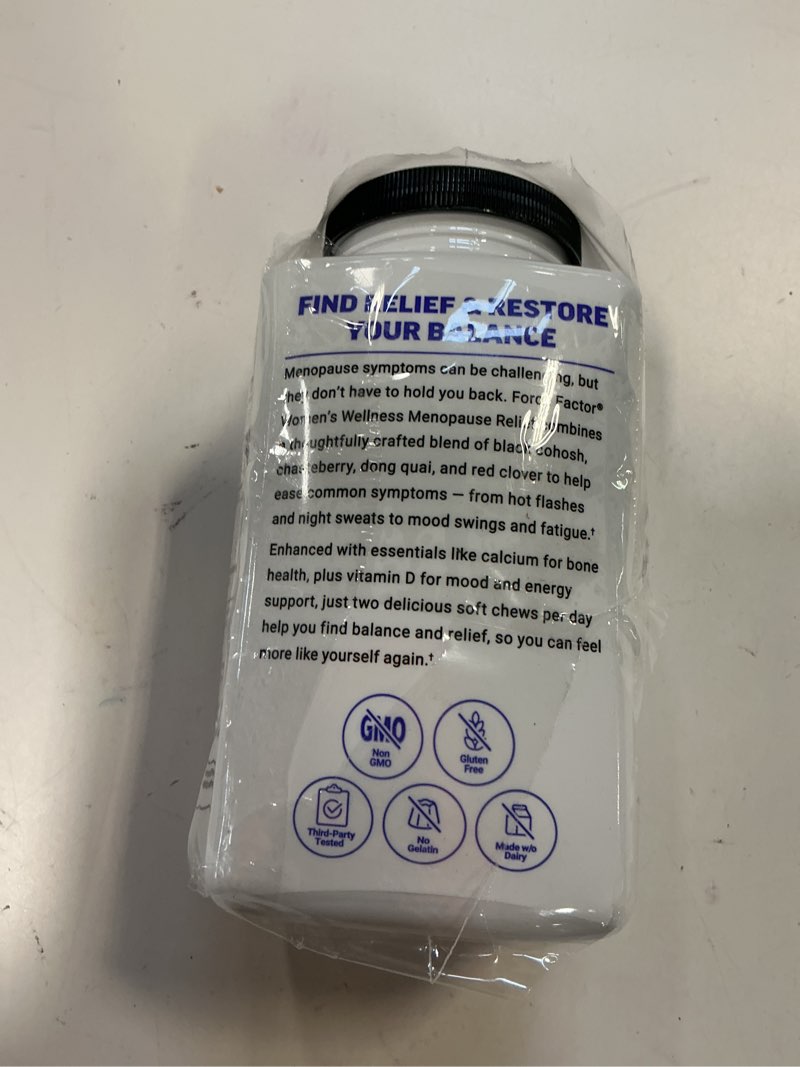 FIND RELIEF & RESTORE
YOUR BALANCE
Menopause symptoms can be challenging, but
they don't have to hold you back. Force Factor®
Women's Wellness Menopause Relief combines
a thoughtfully crafted blend of black cohosh,
chasteberry, dong quai, and red clover to help
ease common symptoms — from hot flashes
and night sweats to mood swings and fatigue.†
Enhanced with essentials like calcium for bone
health, plus vitamin D for mood and energy
support, just two delicious soft chews per day
help you find balance and relief, so you can feel
more like yourself again.†
GMO
Non
GMO
Gluten
Free
Third-Party
Tested
No
Gelatin
Made w/o
Dairy